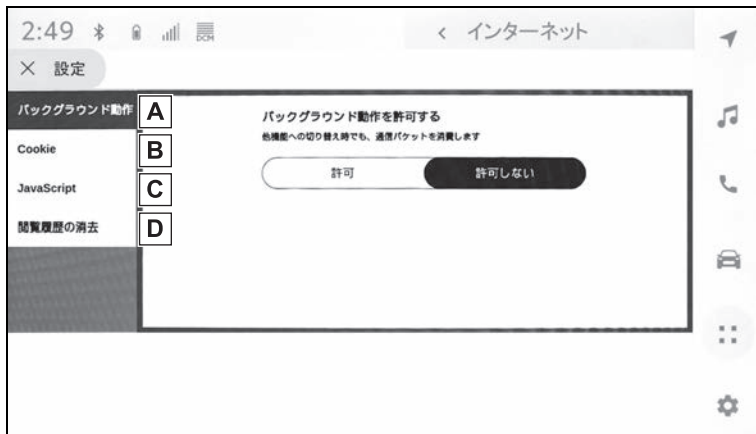 2:49
DCM
インターネット
設定
バックグラウンド動作
A
Cookie
B
JavaScript
C
閲覧履歴の消去
D
バックグラウンド動作を許可する
他機能への切り替え時でも、通信パケットを消費します
許可
許可しない